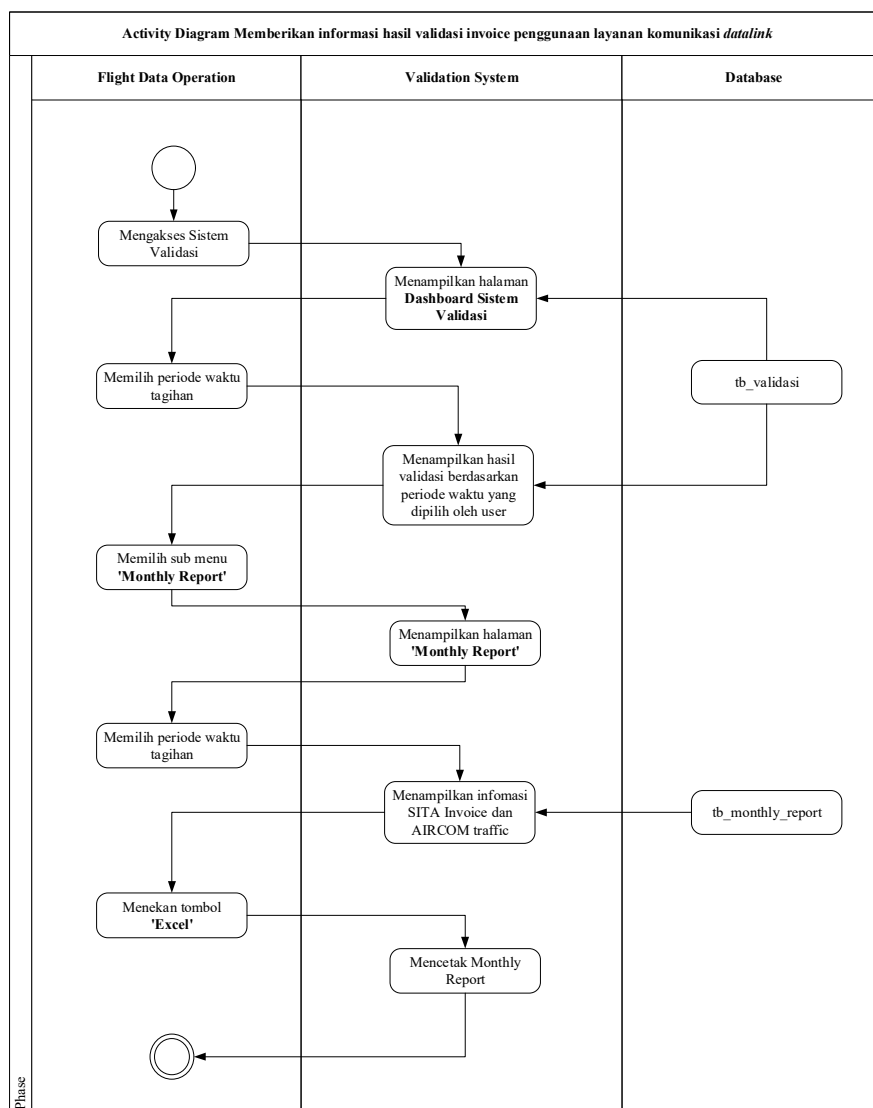 Activity Diagram Memberikan informasi hasil validasi invoice penggunaan layanan komunikasi datalink
Flight Data Operation
Validation System
Database
Mengakses Sistem
Validasi
Menampilkan halaman
Dashboard Sistem
Validasi
Memilih periode waktu
tagihan
tb_validasi
Menampilkan hasil
validasi berdasarkan
periode waktu yang
dipilih oleh user
Memilih sub menu
'Monthly Report'
Menampilkan halaman
'Monthly Report'
Memilih periode waktu
tagihan
Menampilkan infomasi
SITA Invoice dan
AIRCOM traffic
tb_monthly_report
Menekan tombol
'Excel'
Mencetak Monthly
Report
Phase